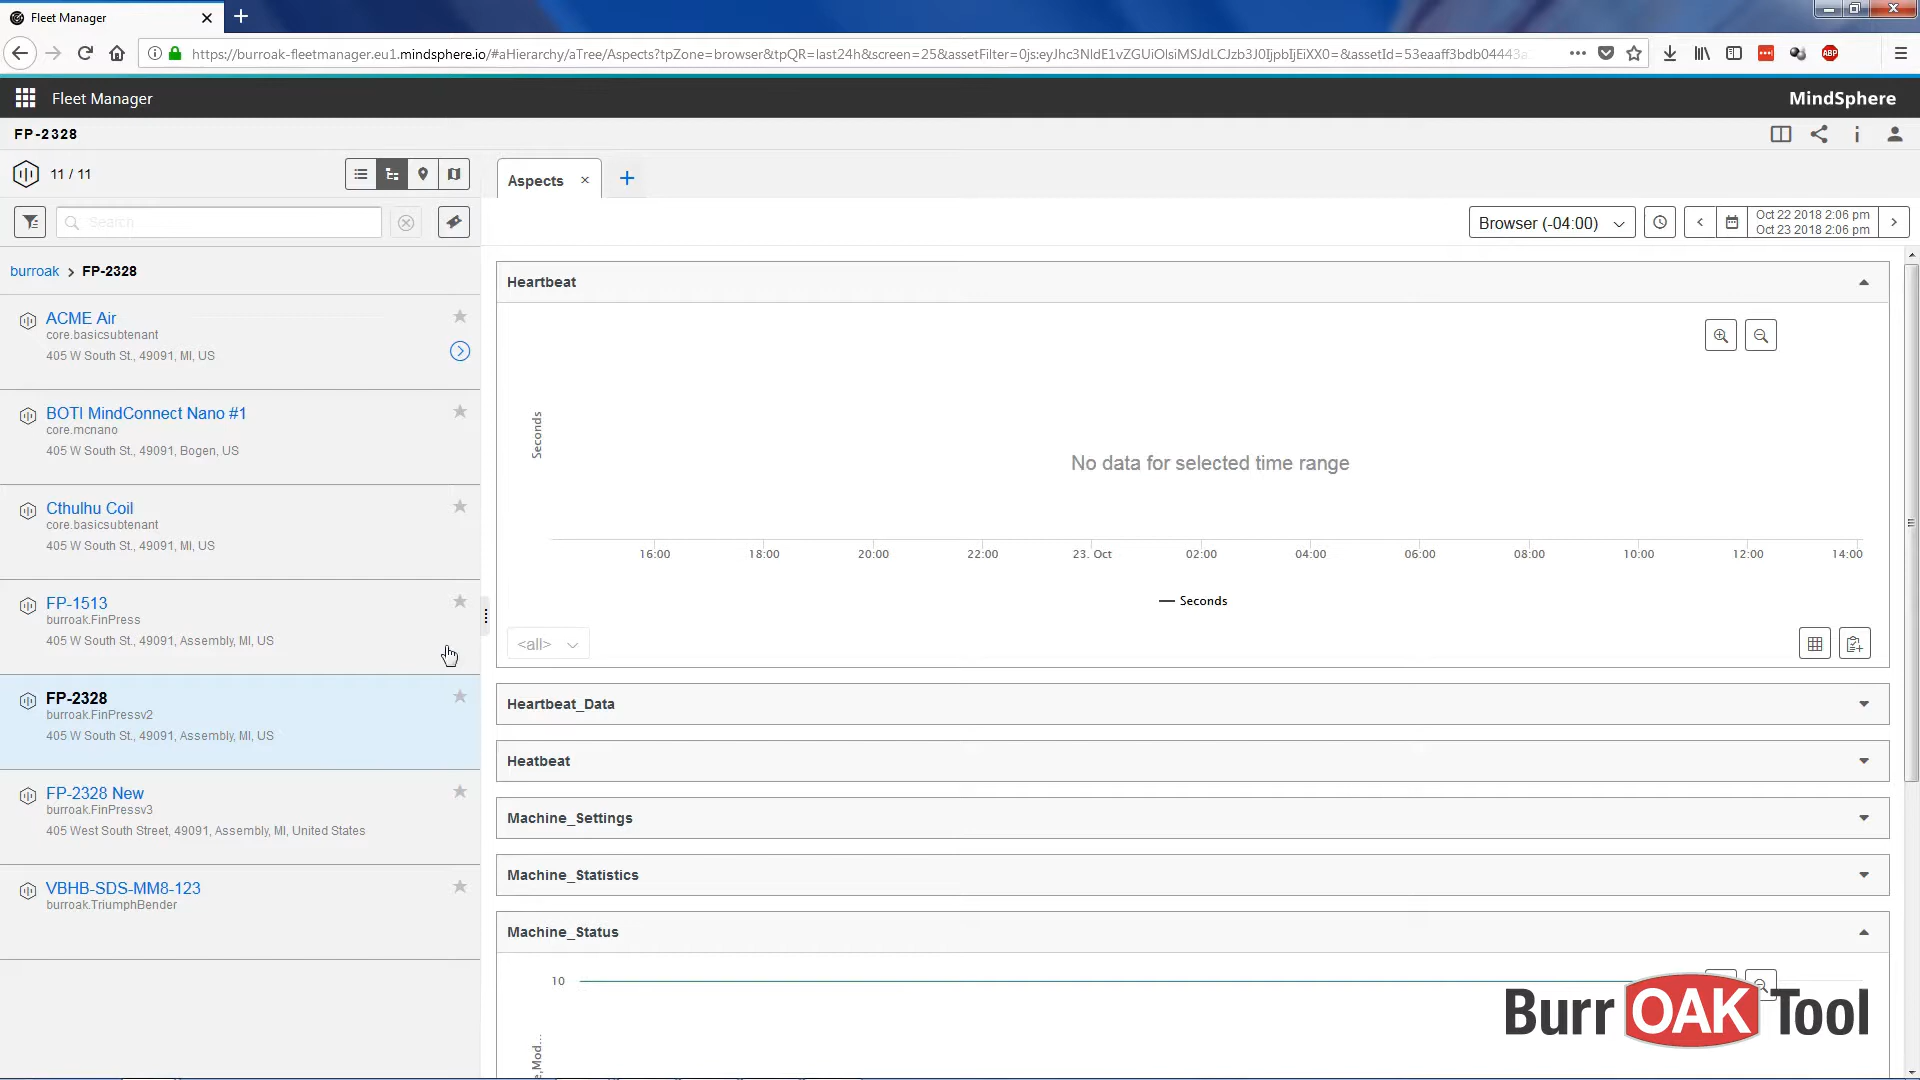 Fleet Manager
https://burroak-fleetmanager.eu1.mindsphere.io/#aHierarchy/aTree/Aspects?tpZone=browser&tpQR=last24h&screen=25&assetFilter=0js:eyJhc3NldE1vZGUiOlsiMSJdLCJzb3J0IjpbIjEiXX0=&assetId=53eaaff3bdb04443a
ABP
Fleet Manager
MindSphere
FP-2328
11 / 11
Aspects
Search
Browser (-04:00)
Oct 22 2018 2:06 pm
Oct 23 2018 2:06 pm
burroak > FP-2328
ACME Air
core.basicsubtenant
405 W South St., 49091, MI, US
BOTI MindConnect Nano #1
core.mcnano
405 W South St., 49091, Bogen, US
Cthulhu Coil
core.basicsubtenant
405 W South St., 49091, MI, US
FP-1513
burroak.FinPress
405 W South St., 49091, Assembly, MI, US
FP-2328
burroak.FinPressv2
405 W South St., 49091, Assembly, MI, US
FP-2328 New
burroak.FinPressv3
405 West South Street, 49091, Assembly, MI, United States
VBHB-SDS-MM8-123
burroak.TriumphBender
Heartbeat
Seconds
No data for selected time range
16:00 18:00 20:00 22:00 23. Oct 02:00 04:00 06:00 08:00 10:00 12:00 14:00
Seconds
<all>
Heartbeat_Data
Heatbeat
Machine_Settings
Machine_Statistics
Machine_Status
10
e,Mod...
Burr OAK Tool